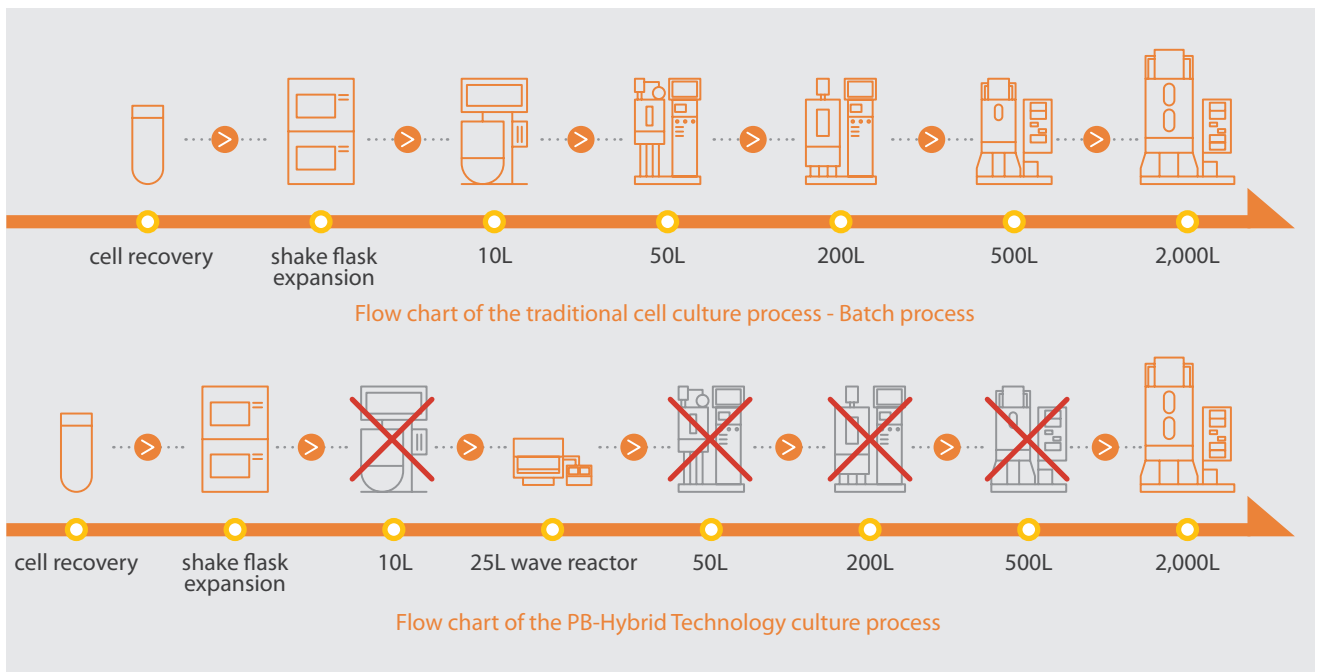 cell recovery
shake flask
expansion
10L
50L
200L
500L
2,000L
Flow chart of the traditional cell culture process - Batch process
cell recovery
shake flask
expansion
10L
25L wave reactor
50L
200L
500L
2,000L
Flow chart of the PB-Hybrid Technology culture process